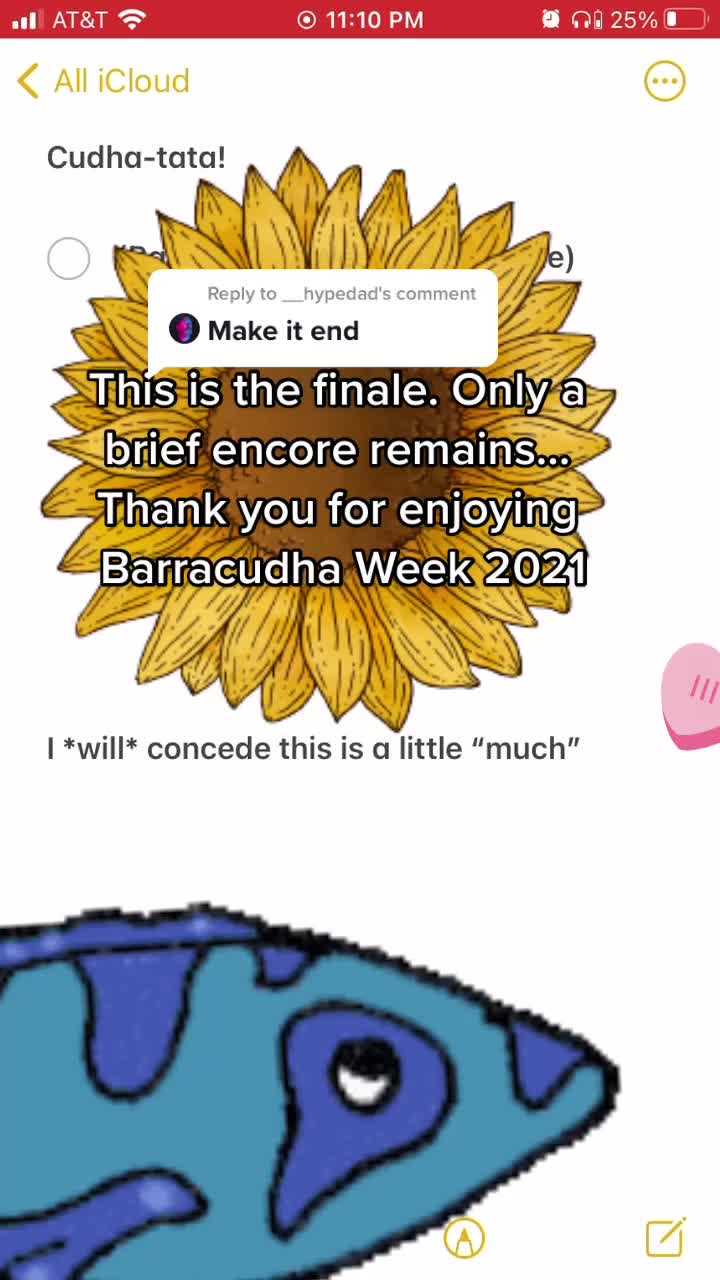 AT&T 11:10 PM 25%
All iCloud
Cudha-tata!
e)
Reply to __hypedad's comment
Make it end
This is the finale. Only a
brief encore remains...
Thank you for enjoying
Barracudha Week 2021
I *will* concede this is a little “much”